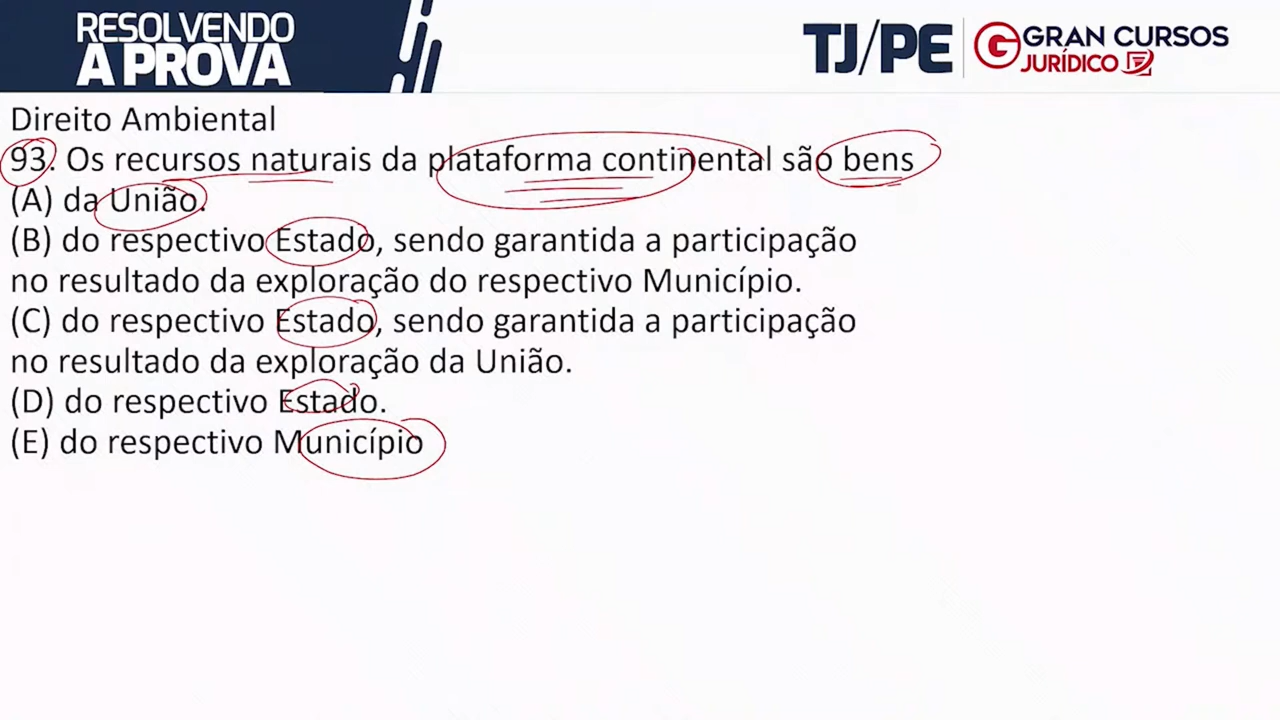 RESOLVENDO
A PROVA
TJ/PE
GRAN CURSOS
JURÍDICO
Direito Ambiental
93. Os recursos naturais da plataforma continental são bens
(A) da União.
(B) do respectivo Estado, sendo garantida a participação
no resultado da exploração do respectivo Município.
(C) do respectivo Estado, sendo garantida a participação
no resultado da exploração da União.
(D) do respectivo Estado.
(E) do respectivo Município